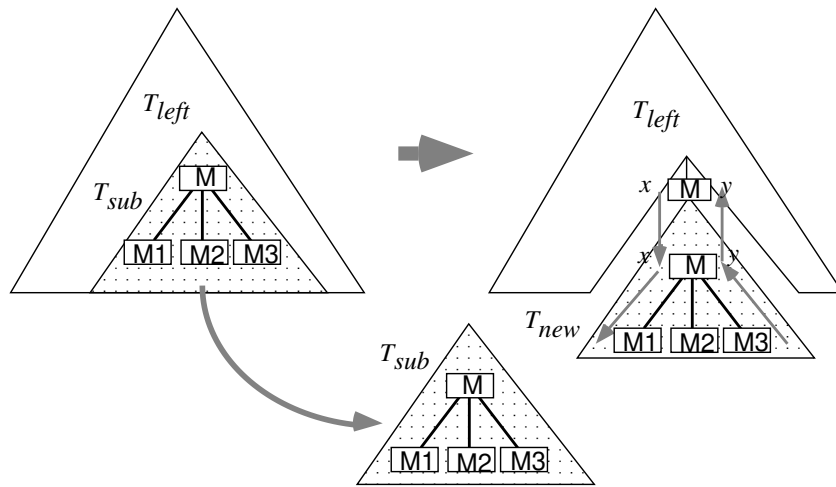 T_left
T_sub
M
M1 M2 M3
T_left
x M y
x M y
T_new
M1 M2 M3
T_sub
M
M1 M2 M3